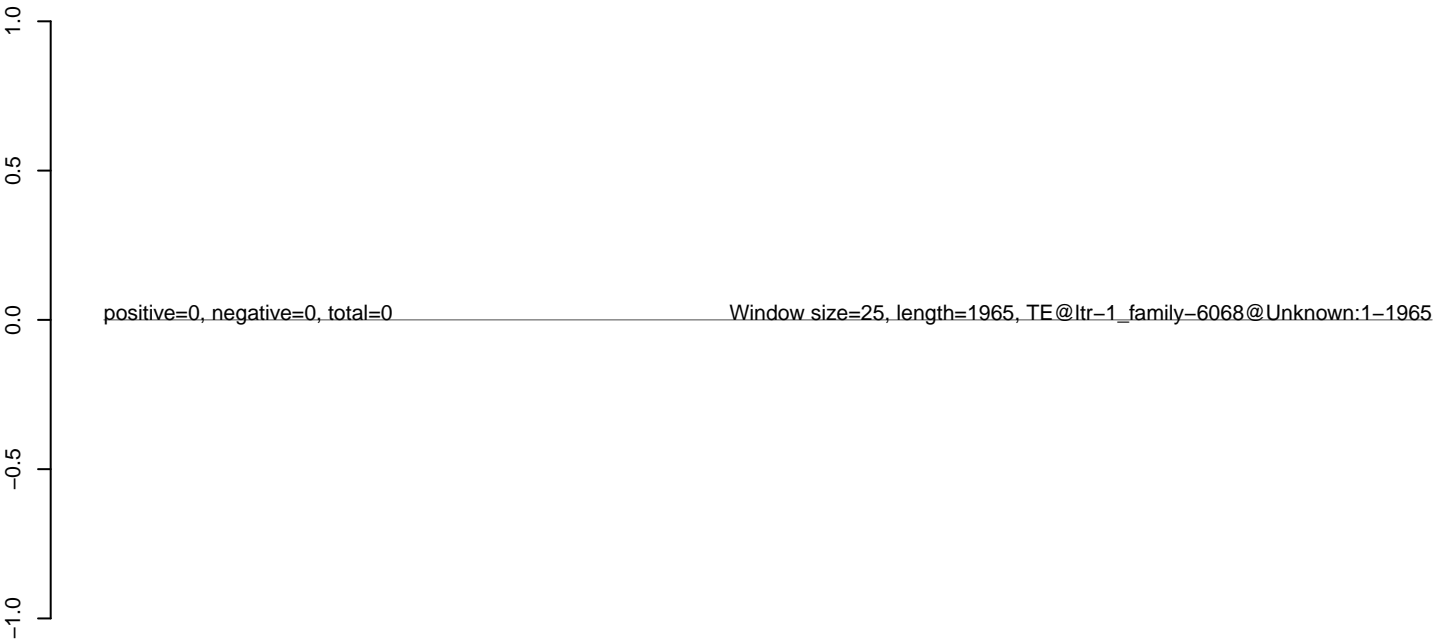 1.0
0.5
positive=0, negative=0, total=0
Window size=25, length=1965, TE@ltr−1_family−6068@Unknown:1−1965
0.0
−0.5
−1.0